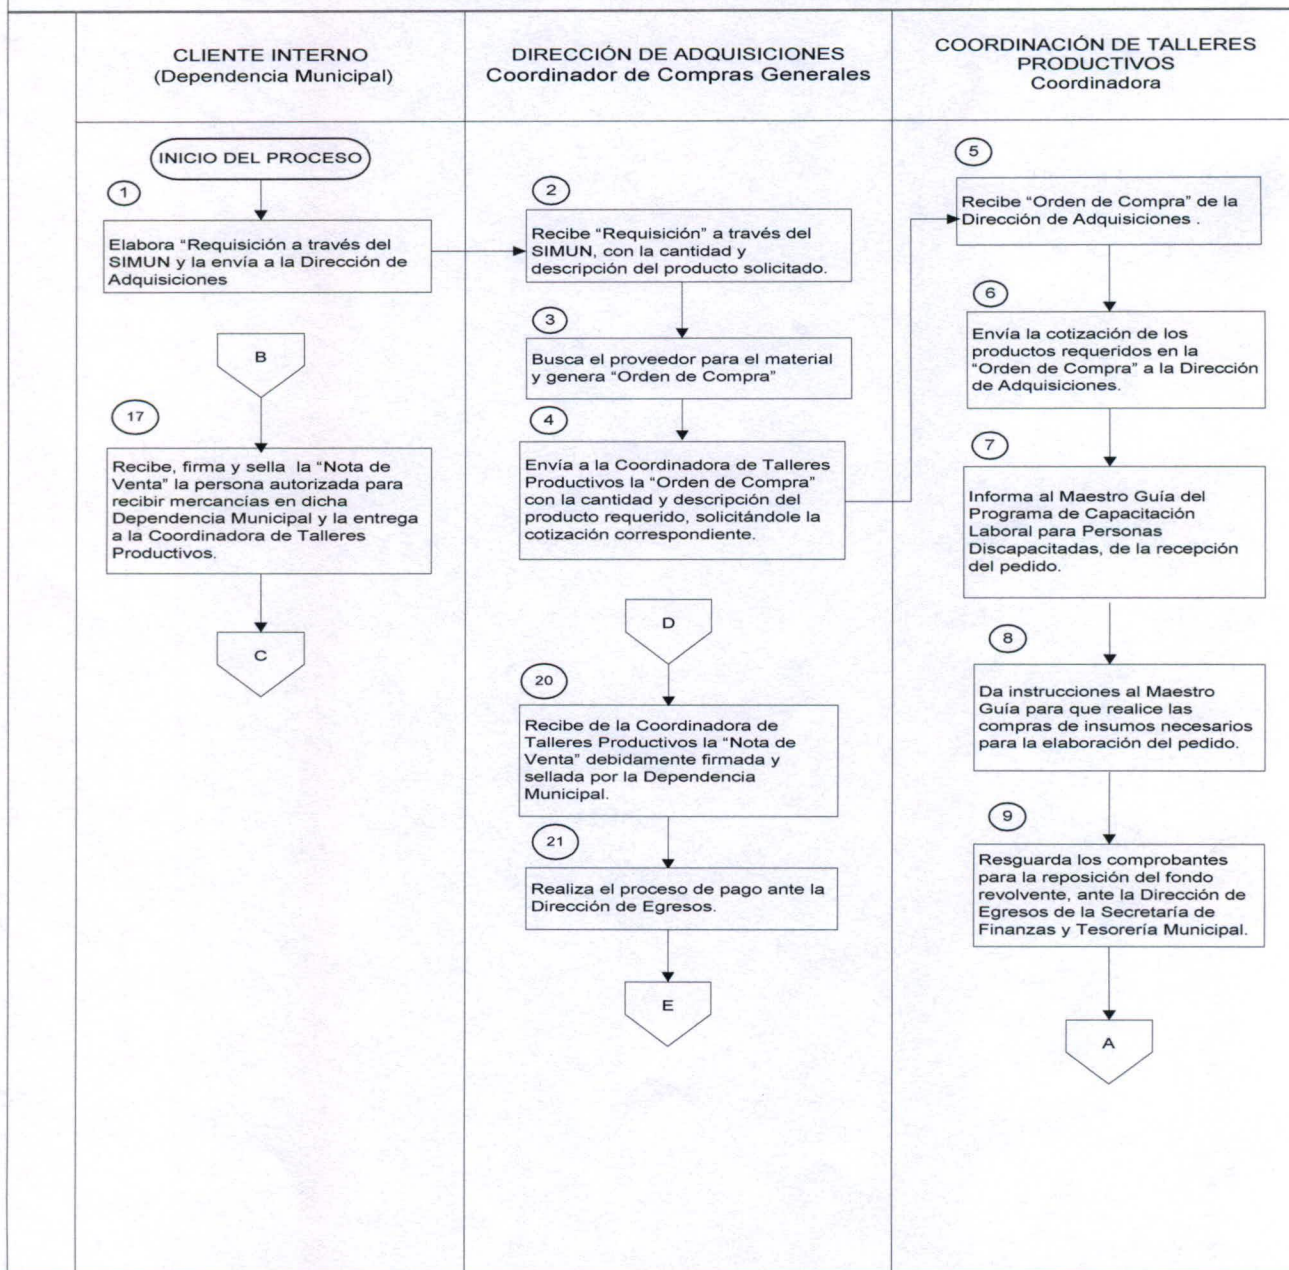 CLIENTE INTERNO
(Dependencia Municipal)
DIRECCIÓN DE ADQUISICIONES
Coordinador de Compras Generales
COORDINACIÓN DE TALLERES
PRODUCTIVOS
Coordinadora
INICIO DEL PROCESO
1
Elabora “Requisición a través del
SIMUN y la envía a la Dirección de
Adquisiciones
B
17
Recibe, firma y sella la “Nota de
Venta” la persona autorizada para
recibir mercancías en dicha
Dependencia Municipal y la entrega
a la Coordinadora de Talleres
Productivos.
C
2
Recibe “Requisición” a través del
SIMUN, con la cantidad y
descripción del producto solicitado.
3
Busca el proveedor para el material
y genera “Orden de Compra”
4
Envía a la Coordinadora de Talleres
Productivos la “Orden de Compra”
con la cantidad y descripción del
producto requerido, solicitándole la
cotización correspondiente.
D
20
Recibe de la Coordinadora de
Talleres Productivos la “Nota de
Venta” debidamente firmada y
sellada por la Dependencia
Municipal.
21
Realiza el proceso de pago ante la
Dirección de Egresos.
E
5
Recibe “Orden de Compra” de la
Dirección de Adquisiciones .
6
Envía la cotización de los
productos requeridos en la
“Orden de Compra” a la Dirección
de Adquisiciones.
7
Informa al Maestro Guía del
Programa de Capacitación
Laboral para Personas
Discapacitadas, de la recepción
del pedido.
8
Da instrucciones al Maestro
Guía para que realice las
compras de insumos necesarios
para la elaboración del pedido.
9
Resguarda los comprobantes
para la reposición del fondo
revolvente, ante la Dirección de
Egresos de la Secretaría de
Finanzas y Tesorería Municipal.
A